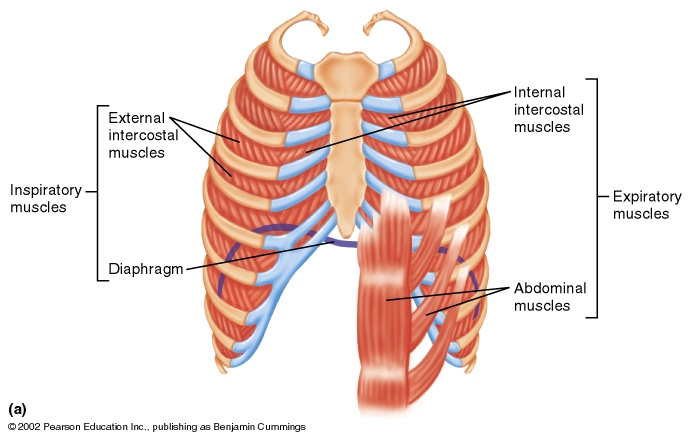 Inspiratory
muscles
External
intercostal
muscles
Diaphragm
Internal
intercostal
muscles
Expiratory
muscles
Abdominal
muscles
(a)
© 2002 Pearson Education Inc., publishing as Benjamin Cummings